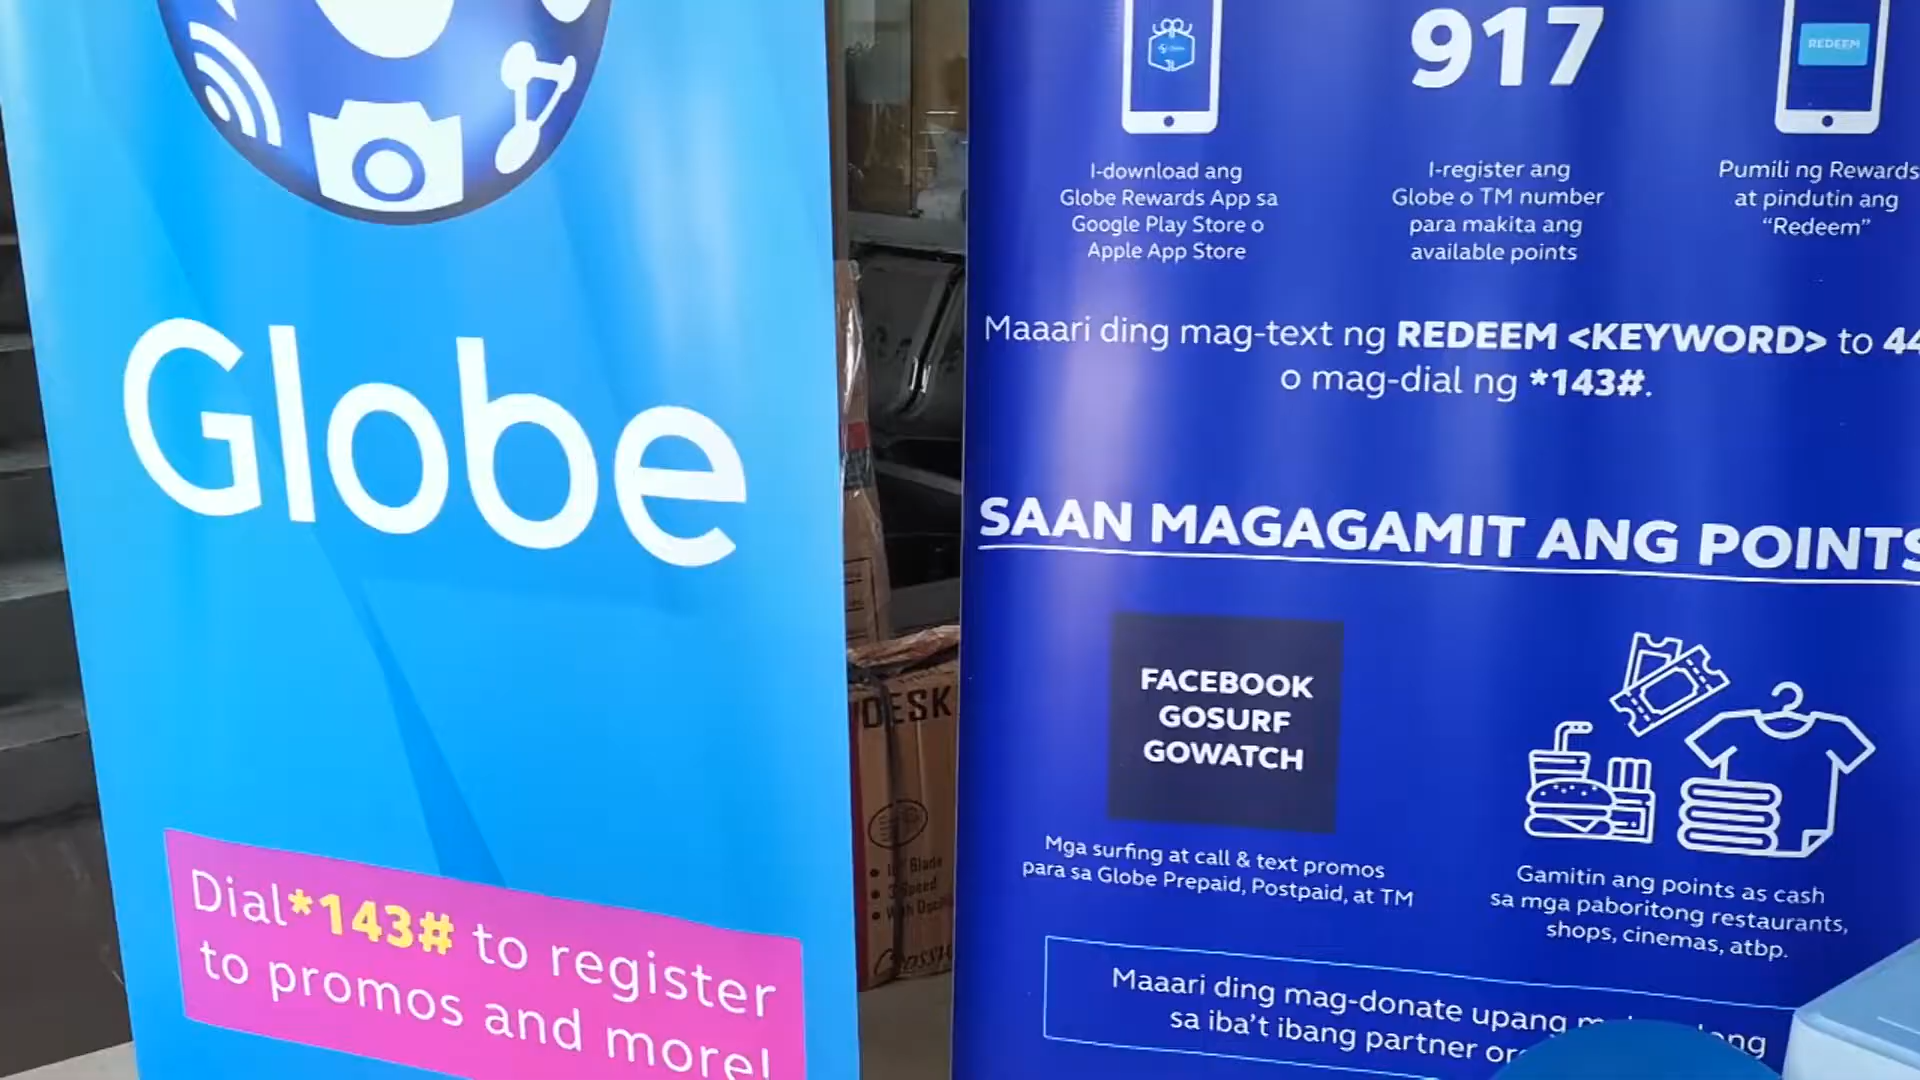 Globe
Dial *143# to register
to promos and more!
917
REDEEM
I-download ang
Globe Rewards App sa
Google Play Store o
Apple App Store
I-register ang
Globe o TM number
para makita ang
available points
Pumili ng Rewards
at pindutin ang
“Redeem”
Maaari ding mag-text ng REDEEM <KEYWORD> to
o mag-dial ng *143#.
SAAN MAGAGAMIT ANG POINTS
FACEBOOK
GOSURF
GOWATCH
Mga surfing at call & text promos
para sa Globe Prepaid, Postpaid, at TM
Gamitin ang points as cash
sa mga paboritong restaurants,
shops, cinemas, atbp.
Maaari ding mag-donate upang
sa iba't ibang partner
DESK
Blade
Speed